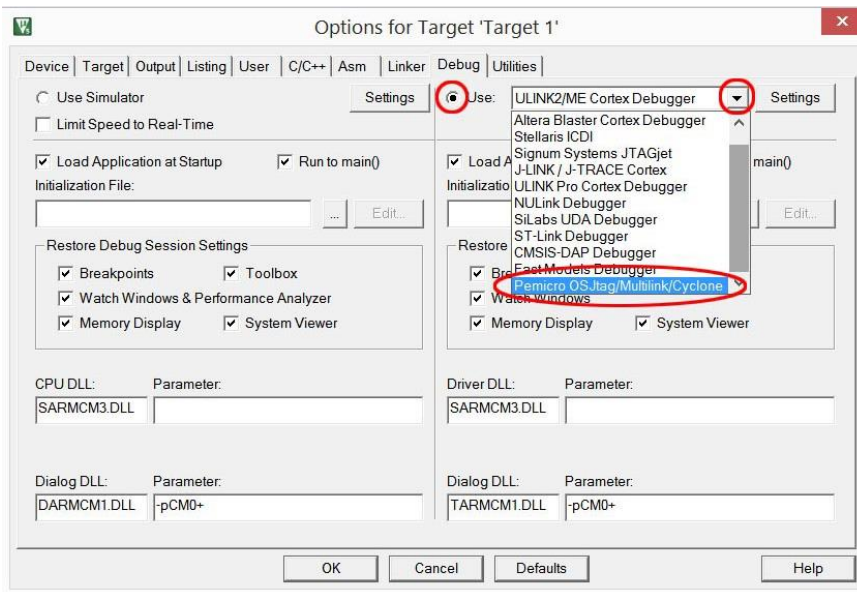 Options for Target 'Target 1'
Device Target Output Listing User C/C++ Asm Linker Debug Utilities
Use Simulator Settings
Limit Speed to Real-Time
Use: ULINK2/ME Cortex Debugger Settings
Altera Blaster Cortex Debugger
Stellaris ICDI
Signum Systems JTAGjet
J-LINK / J-TRACE Cortex
ULINK Pro Cortex Debugger
NULink Debugger
SiLabs UDA Debugger
ST-Link Debugger
CMSIS-DAP Debugger
Fast Models Debugger
Pemicro OSJtag/Multilink/Cyclone
Load Application at Startup Run to main()
Initialization File:
... Edit...
Restore Debug Session Settings
Breakpoints Toolbox
Watch Windows & Performance Analyzer
Memory Display System Viewer
Load A main()
Initializatio
Edit...
Restore
Bre
Watch Windows
Memory Display System Viewer
CPU DLL: Parameter:
SARMCM3.DLL
Driver DLL: Parameter:
SARMCM3.DLL
Dialog DLL: Parameter:
DARMCM1.DLL -pCM0+
Dialog DLL: Parameter:
TARMCM1.DLL -pCM0+
OK Cancel Defaults Help